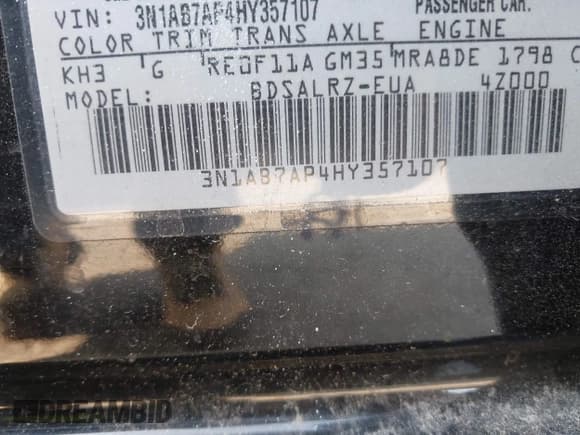 VIN: 3N1AB7AP4HY357107 PASSENGER CAR.
COLOR TRIM TRANS AXLE ENGINE
KH3 G RE0F11A GM35 MRA8DE 1798 C
MODEL: BDSALRZ-EUA 4Z000
3N1AB7AP4HY357107
DREAMBID